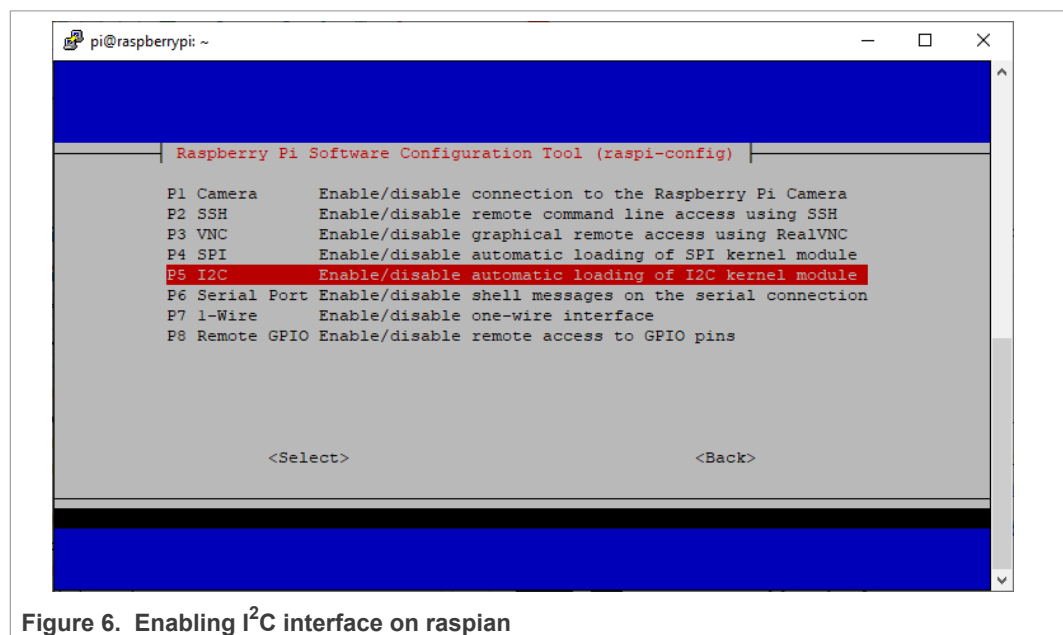 pi@raspberrypi: ~
Raspberry Pi Software Configuration Tool (raspi-config)
P1 Camera Enable/disable connection to the Raspberry Pi Camera
P2 SSH Enable/disable remote command line access using SSH
P3 VNC Enable/disable graphical remote access using RealVNC
P4 SPI Enable/disable automatic loading of SPI kernel module
P5 I2C Enable/disable automatic loading of I2C kernel module
P6 Serial Port Enable/disable shell messages on the serial connection
P7 1-Wire Enable/disable one-wire interface
P8 Remote GPIO Enable/disable remote access to GPIO pins
<Select> <Back>
Figure 6. Enabling I²C interface on raspian